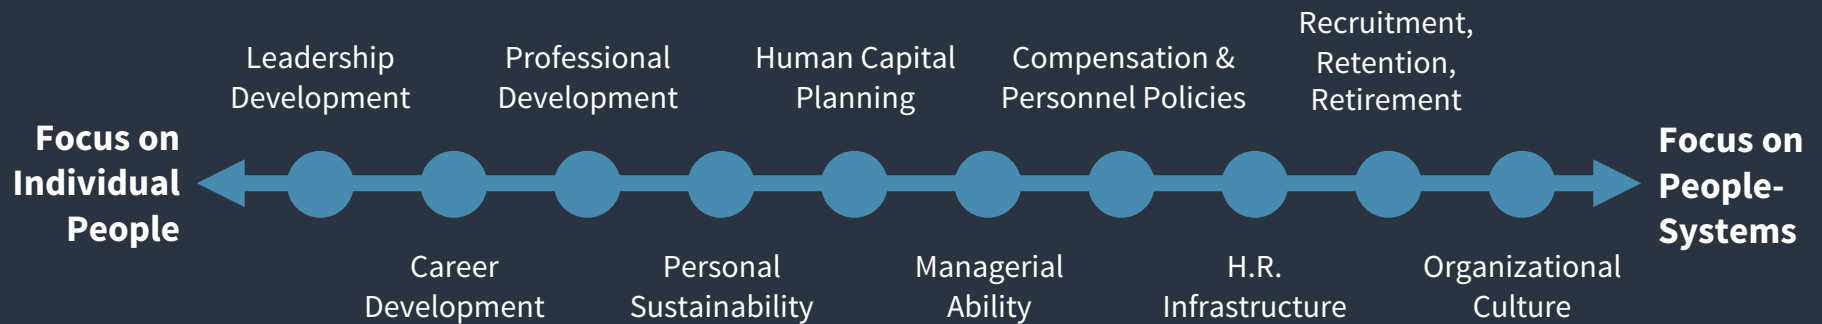 Focus on
Individual
People
Leadership
Development
Career
Development
Professional
Development
Personal
Sustainability
Human Capital
Planning
Managerial
Ability
Compensation &
Personnel Policies
H.R.
Infrastructure
Recruitment,
Retention,
Retirement
Organizational
Culture
Focus on
People-
Systems